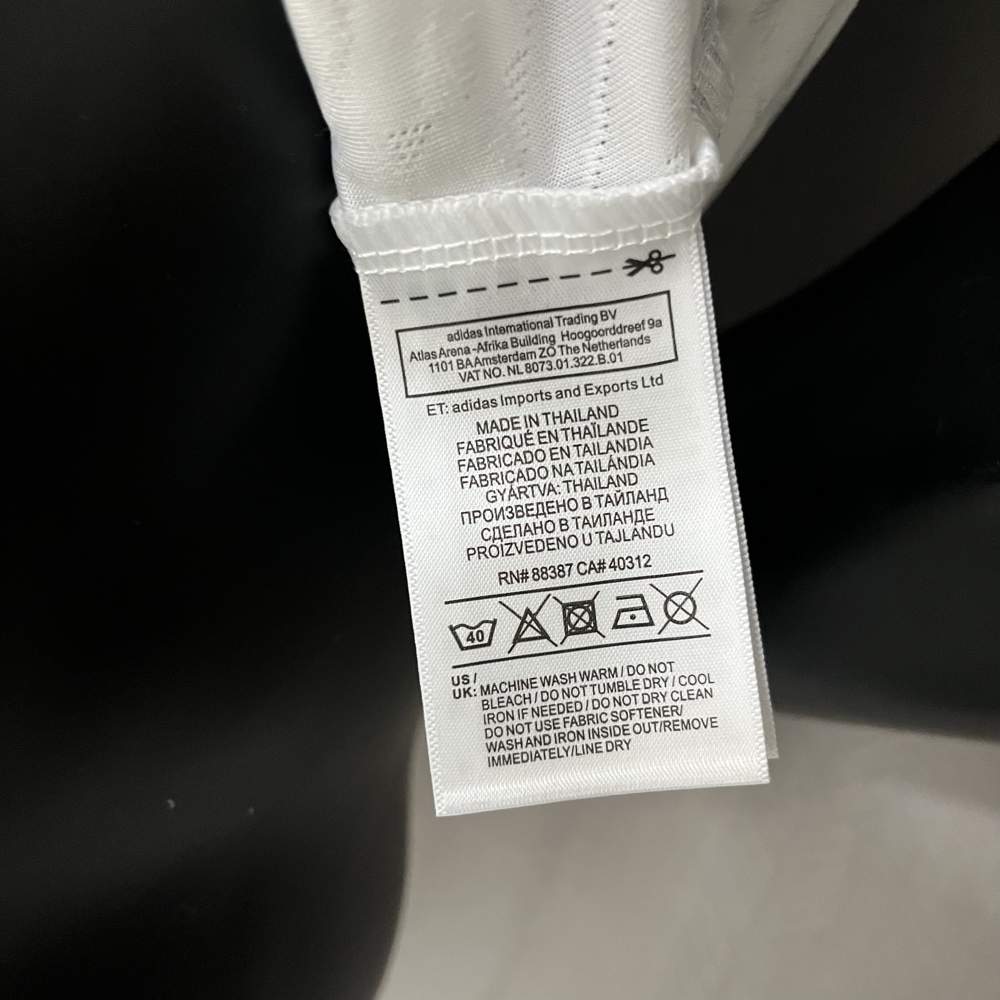 adidas International Trading BV
Atlas Arena-Afrika Building Hoogoorddreef 9a
1101 BA Amsterdam ZO The Netherlands
VAT NO. NL 8073.01.322.B.01
ET: adidas Imports and Exports Ltd
MADE IN THAILAND
FABRIQUÉ EN THAÏLANDE
FABRICADO EN TAILANDIA
FABRICADO NA TAILÂNDIA
GYÁRTVA: THAILAND
ПРОИЗВЕДЕНО В ТАЙЛАНД
СДЕЛАНО В ТАИЛАНДЕ
PROIZVEDENO U TAJLANDU
RN# 88387 CA# 40312
40
US /
UK: MACHINE WASH WARM / DO NOT
BLEACH / DO NOT TUMBLE DRY / COOL
IRON IF NEEDED / DO NOT DRY CLEAN
DO NOT USE FABRIC SOFTENER/
WASH AND IRON INSIDE OUT/REMOVE
IMMEDIATELY/LINE DRY